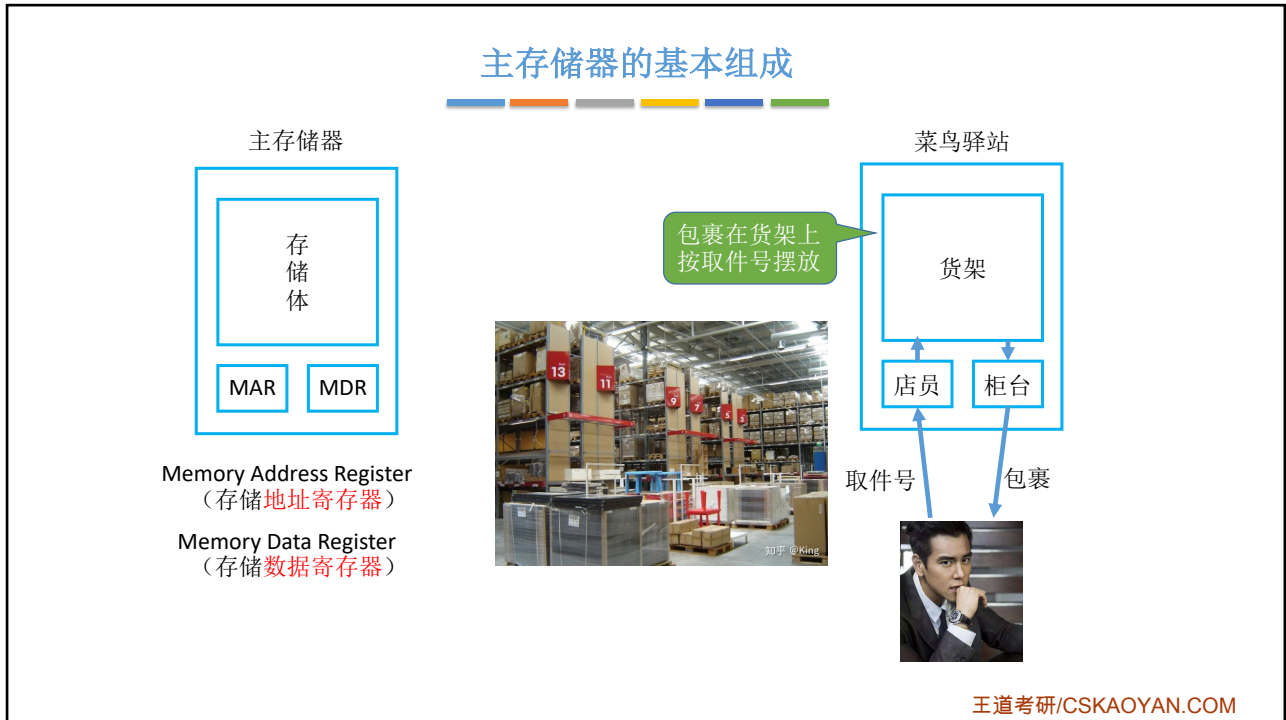 主存储器的基本组成
主存储器
存
储
体
MAR
MDR
Memory Address Register
（存储地址寄存器）
Memory Data Register
（存储数据寄存器）
13
11
9
7
5
3
知乎 @King
菜鸟驿站
包裹在货架上
按取件号摆放
货架
店员
柜台
取件号
包裹
王道考研/CSKAOYAN.COM